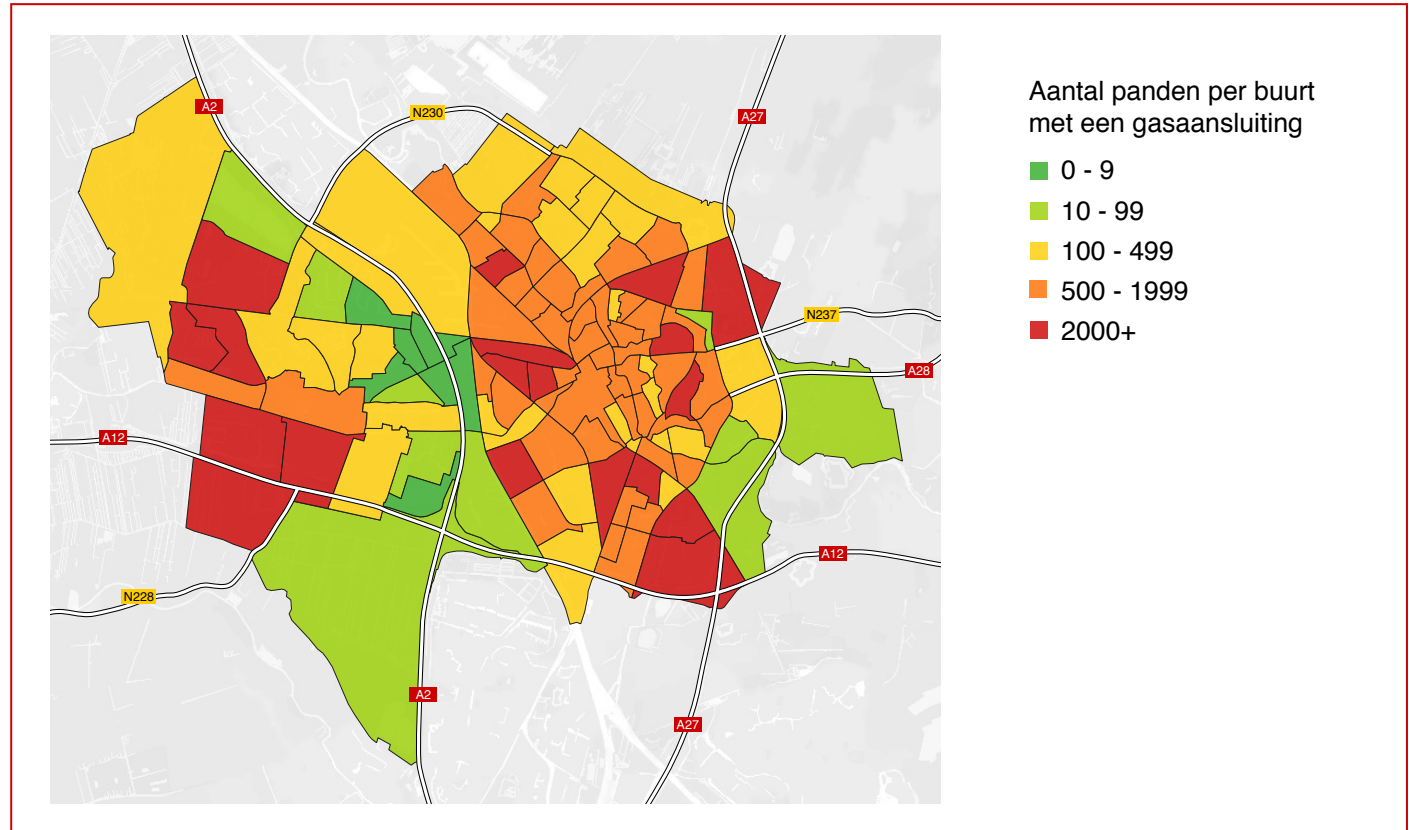 A2
N230
A27
N237
A28
A12
A12
N228
A2
A27
Aantal panden per buurt
met een gasaansluiting
0 - 9
10 - 99
100 - 499
500 - 1999
2000+